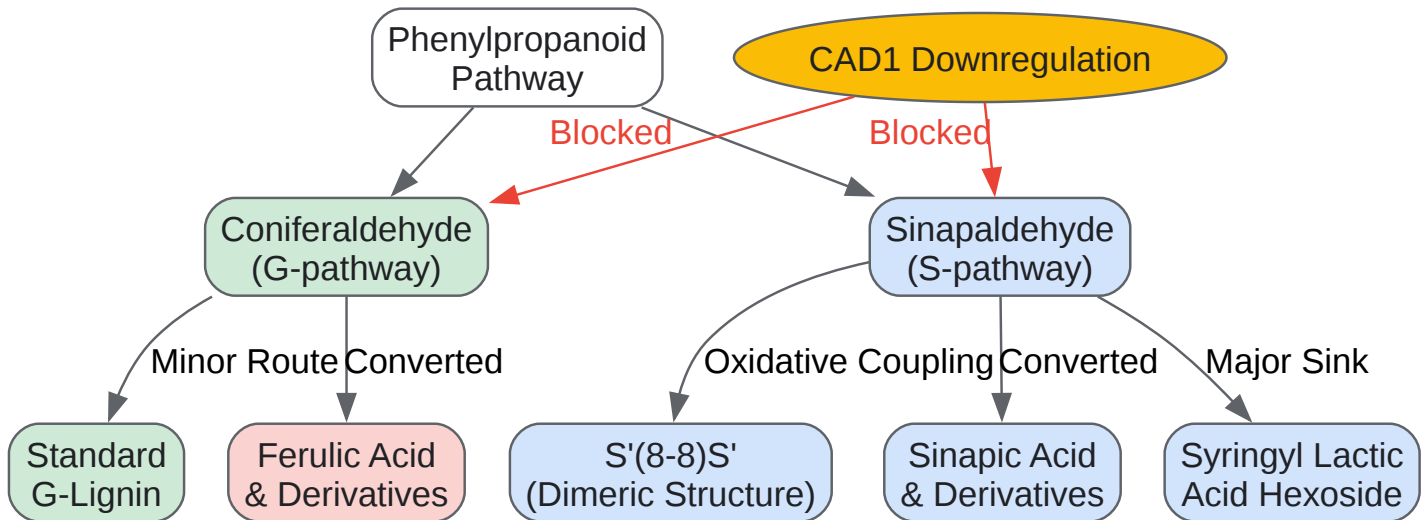 Phenylpropanoid
Pathway
CAD1 Downregulation
Blocked
Blocked
Coniferaldehyde
(G-pathway)
Sinapaldehyde
(S-pathway)
Minor Route
Converted
Oxidative Coupling
Converted
Major Sink
Standard
G-Lignin
Ferulic Acid
& Derivatives
S'(8-8)S'
(Dimeric Structure)
Sinapic Acid
& Derivatives
Syringyl Lactic
Acid Hexoside